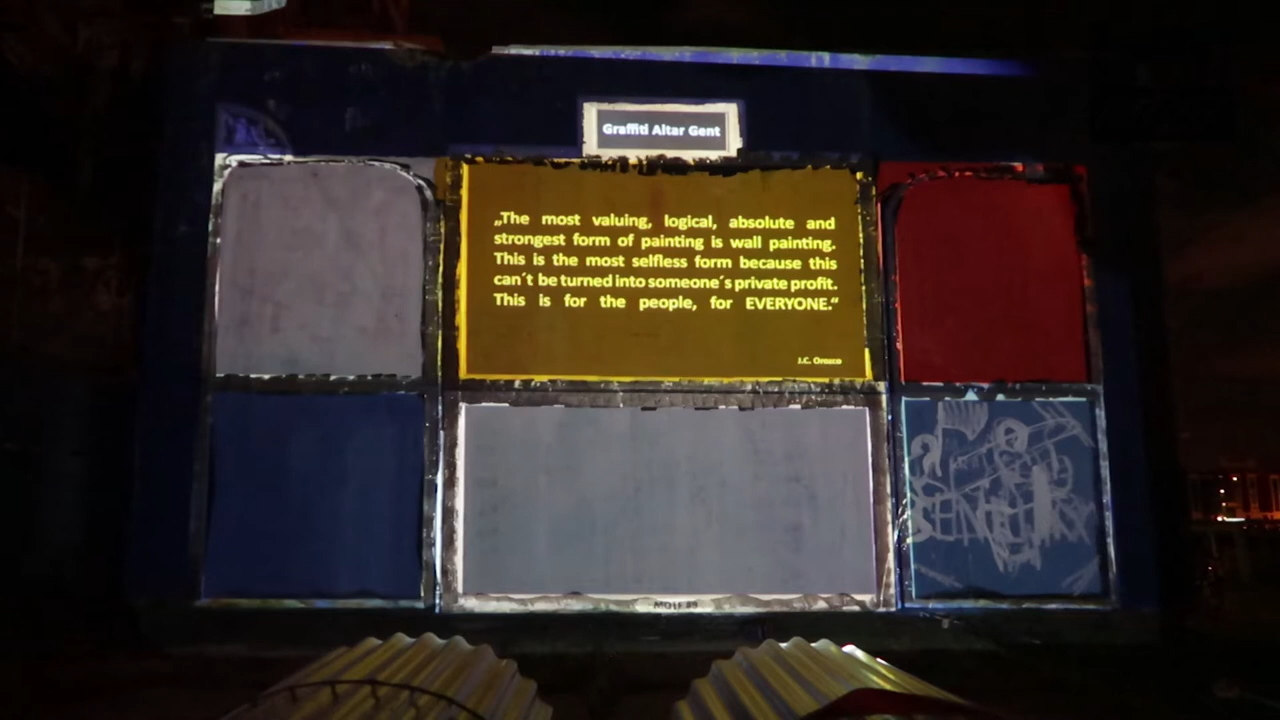 Graffiti Altar Gent
„The most valuing, logical, absolute and
strongest form of painting is wall painting.
This is the most selfless form because this
can´t be turned into someone´s private profit.
This is for the people, for EVERYONE.“
J.C. Orozco